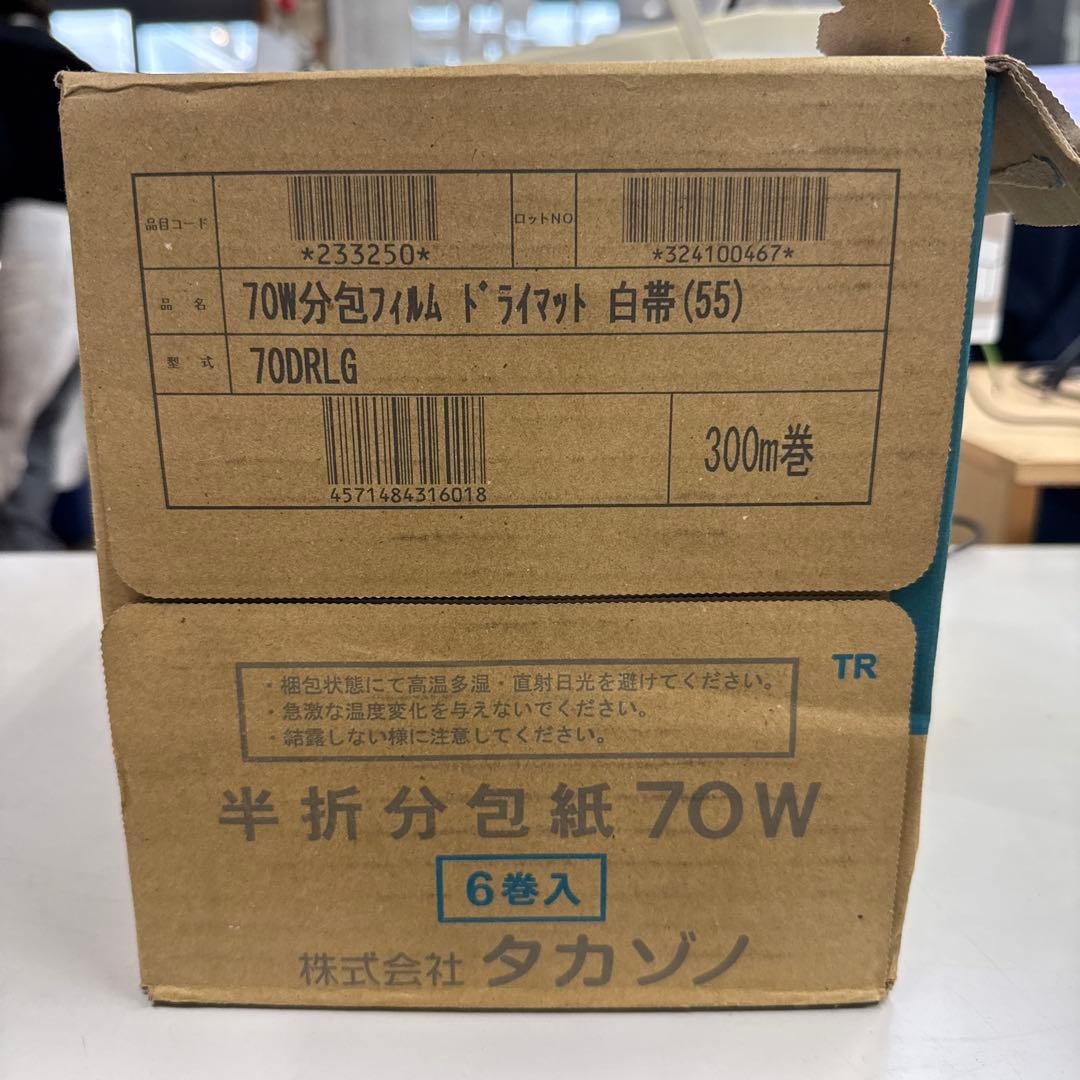 品目コード *233250* ロットNO *324100467*
品名 70W分包フィルム ドライマット 白帯(55)
型式 70DRLG
4571484316018 300m巻
TR
・梱包状態にて高温多湿・直射日光を避けてください。
・急激な温度変化を与えないでください。
・結露しない様に注意してください。
半折分包紙70W
6巻入
株式会社 タカゾノ